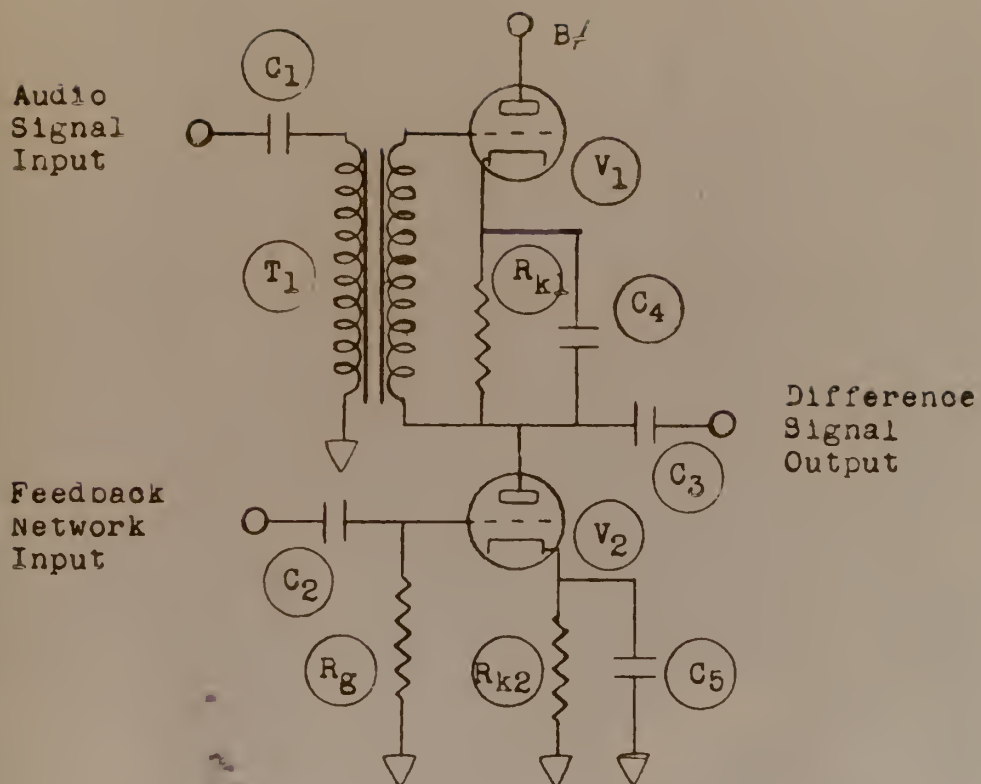 B+
C1
Audio
Signal
Input
V1
T1
Rk1
C4
Difference
Signal
Output
C3
Feedback
Network
Input
V2
C2
Rg
Rk2
C5